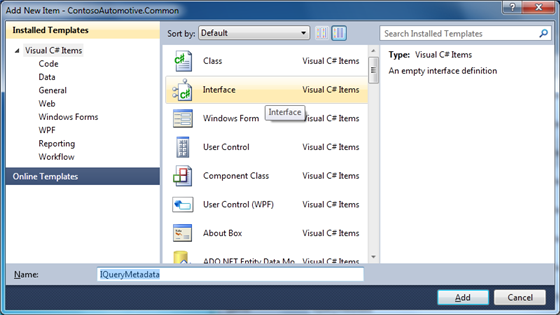 Add New Item - ContosoAutomotive.Common
Installed Templates
Visual C# Items
Code
Data
General
Web
Windows Forms
WPF
Reporting
Workflow
Online Templates
Sort by: Default
Search Installed Templates
Class Visual C# Items
Interface Visual C# Items
Interface
Windows Form Visual C# Items
User Control Visual C# Items
Component Class Visual C# Items
User Control (WPF) Visual C# Items
About Box Visual C# Items
ADO.NET Entity Data Mo... Visual C# Items
Type: Visual C# Items
An empty interface definition
Name: IQueryMetadata
Add Cancel